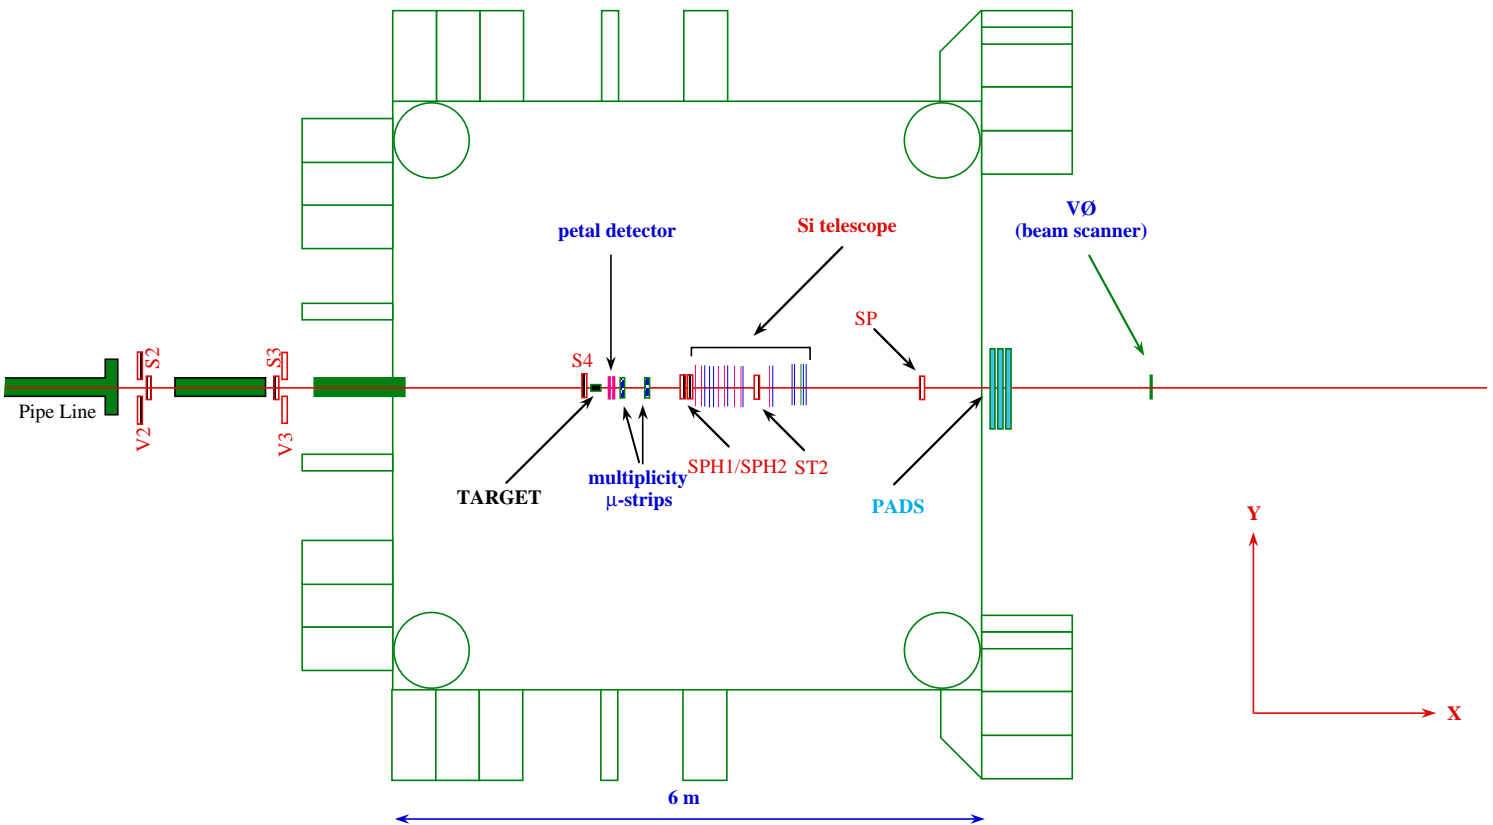 VØ
(beam scanner)
Si telescope
petal detector
SP
S2
S3
S4
Pipe Line
V2
V3
SPH1/SPH2
ST2
multiplicity
μ-strips
TARGET
PADS
Y
X
6 m